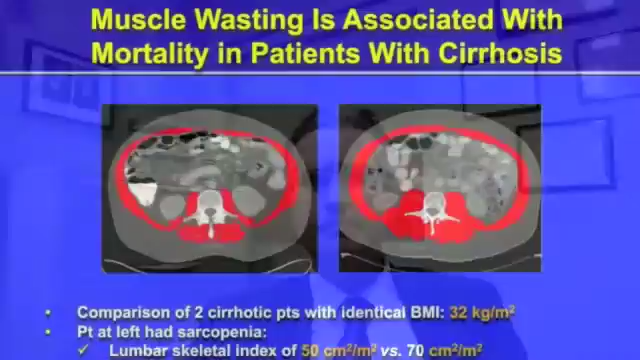 Muscle Wasting Is Associated With
Mortality in Patients With Cirrhosis
• Comparison of 2 cirrhotic pts with identical BMI: 32 kg/m²
• Pt at left had sarcopenia:
✓ Lumbar skeletal index of 50 cm²/m² vs. 70 cm²/m²